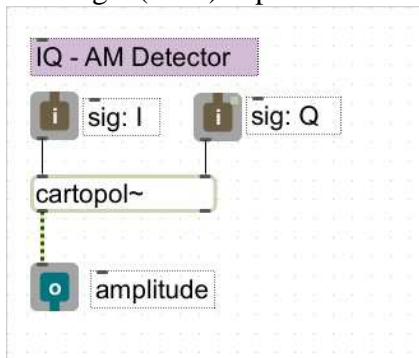 IQ - AM Detector
i sig: I i sig: Q
cartopol~
o amplitude